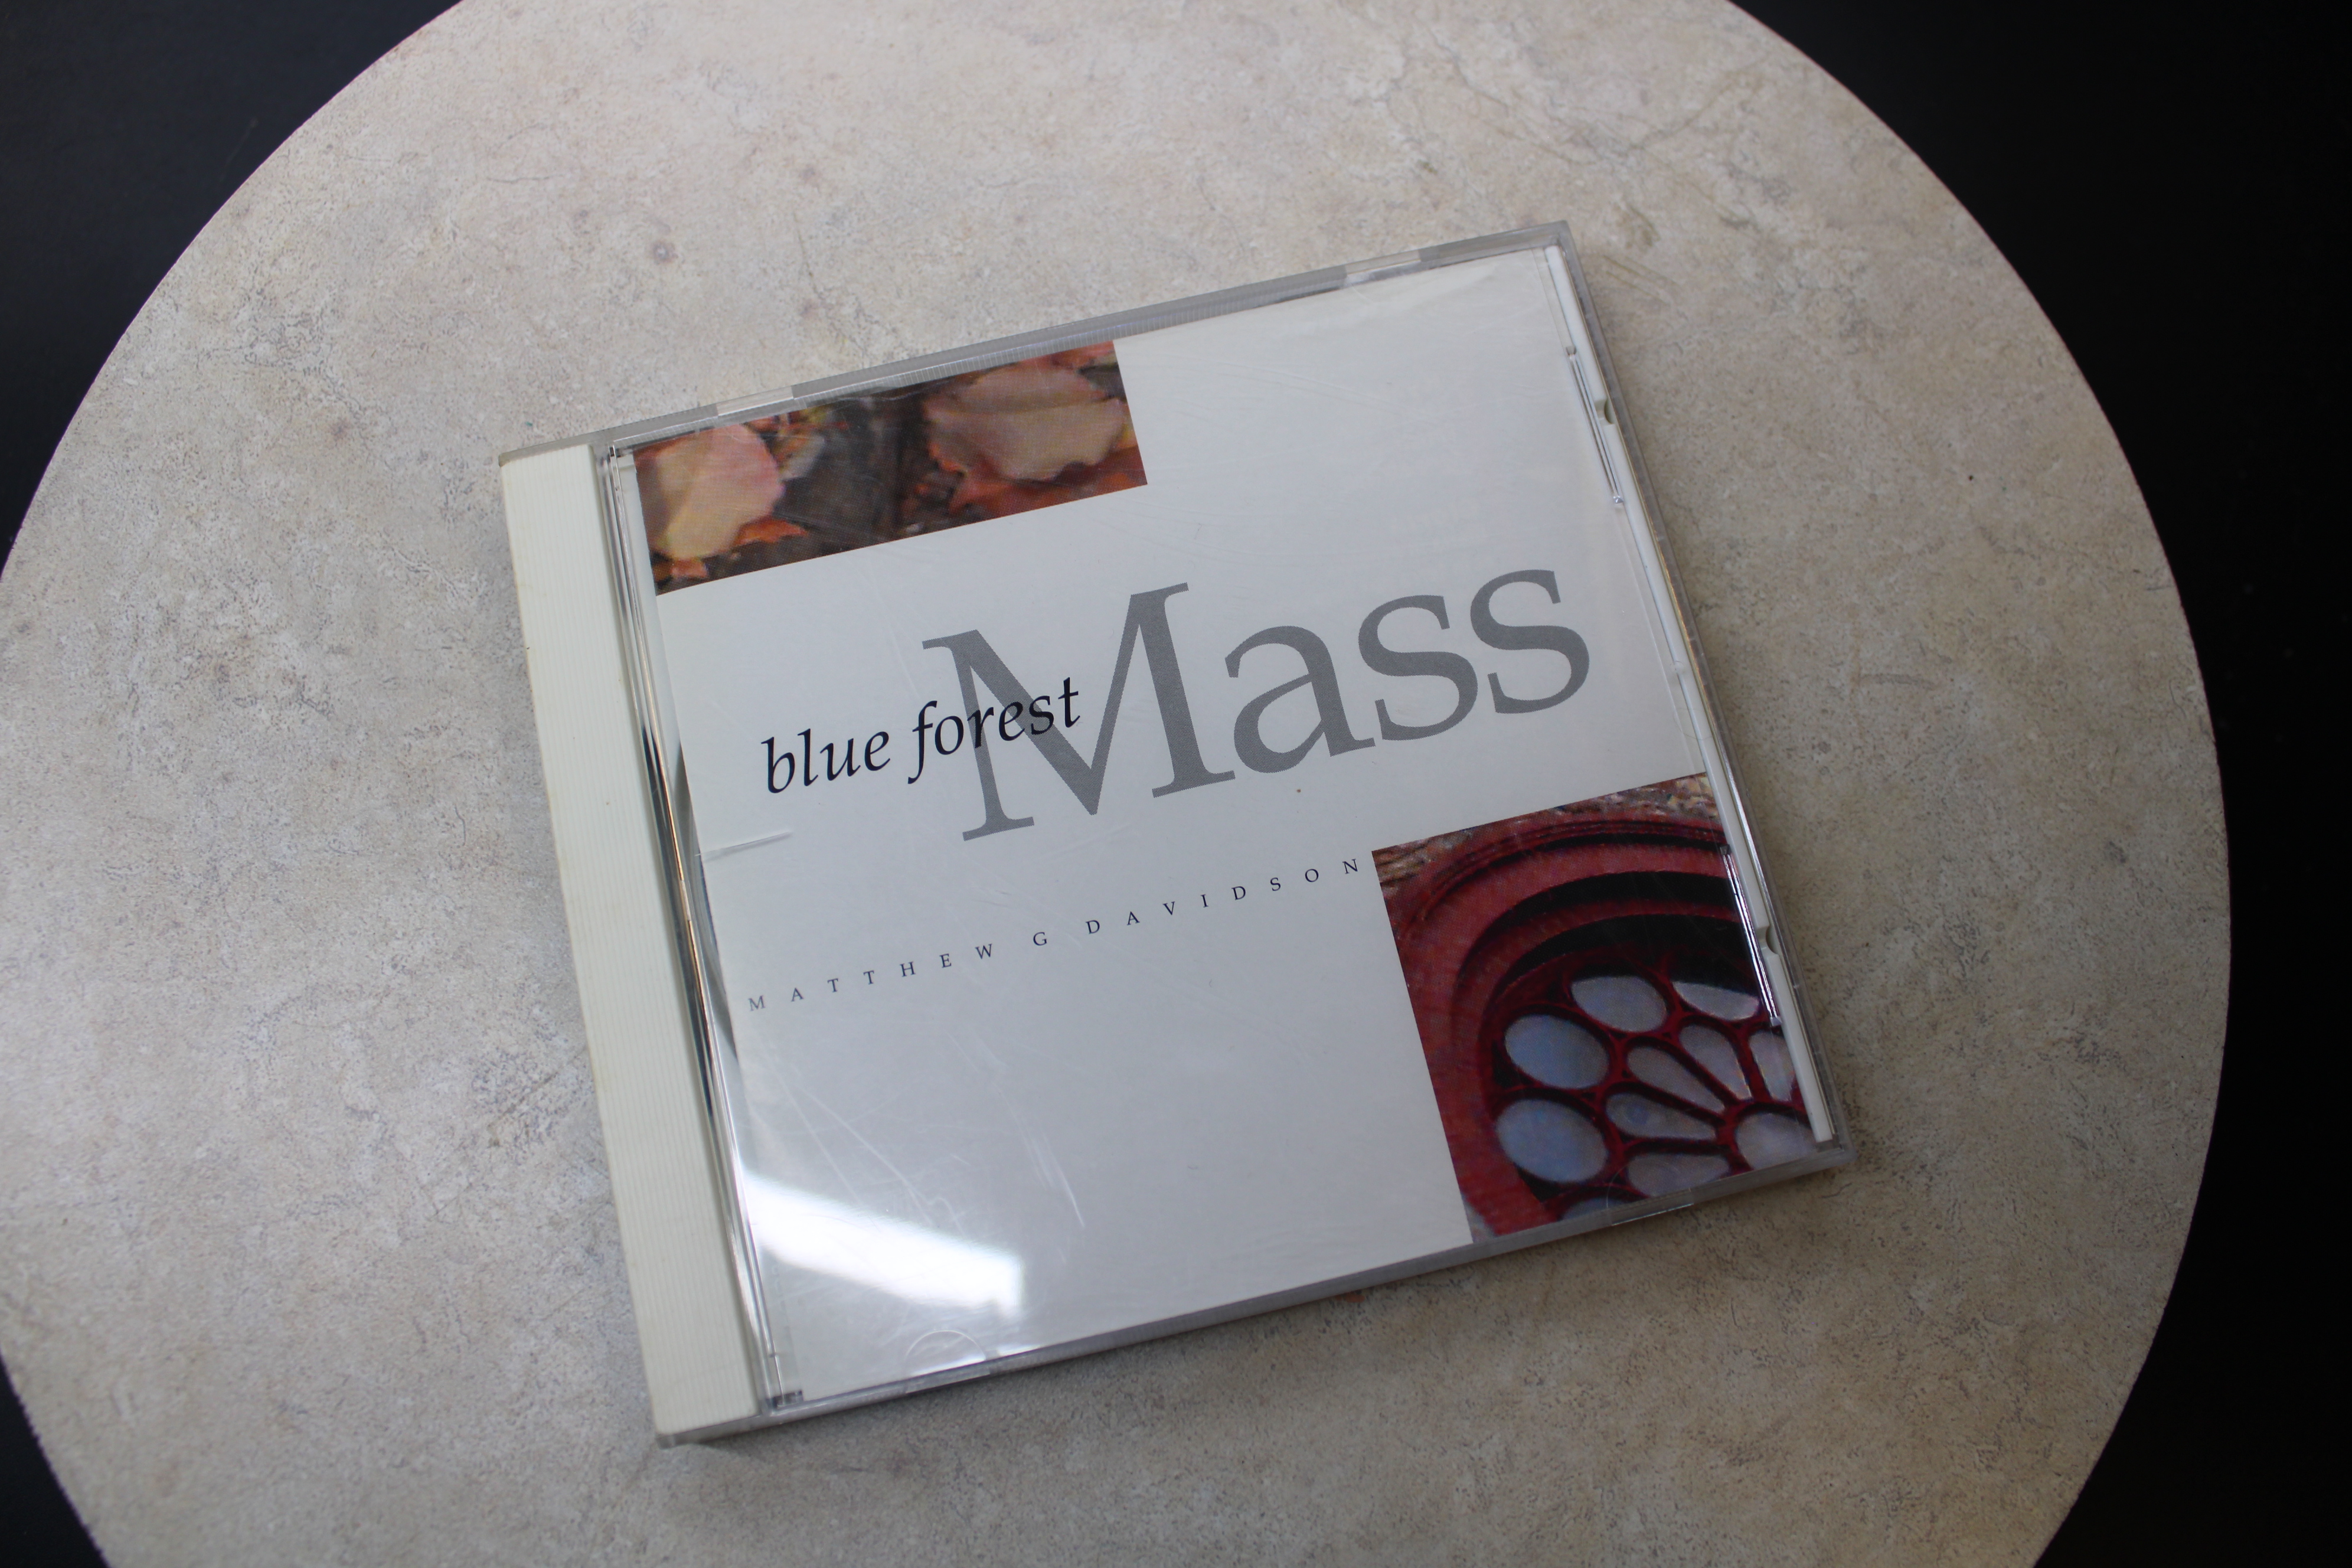 blue forest
Mass
MATTHEW G DAVIDSON